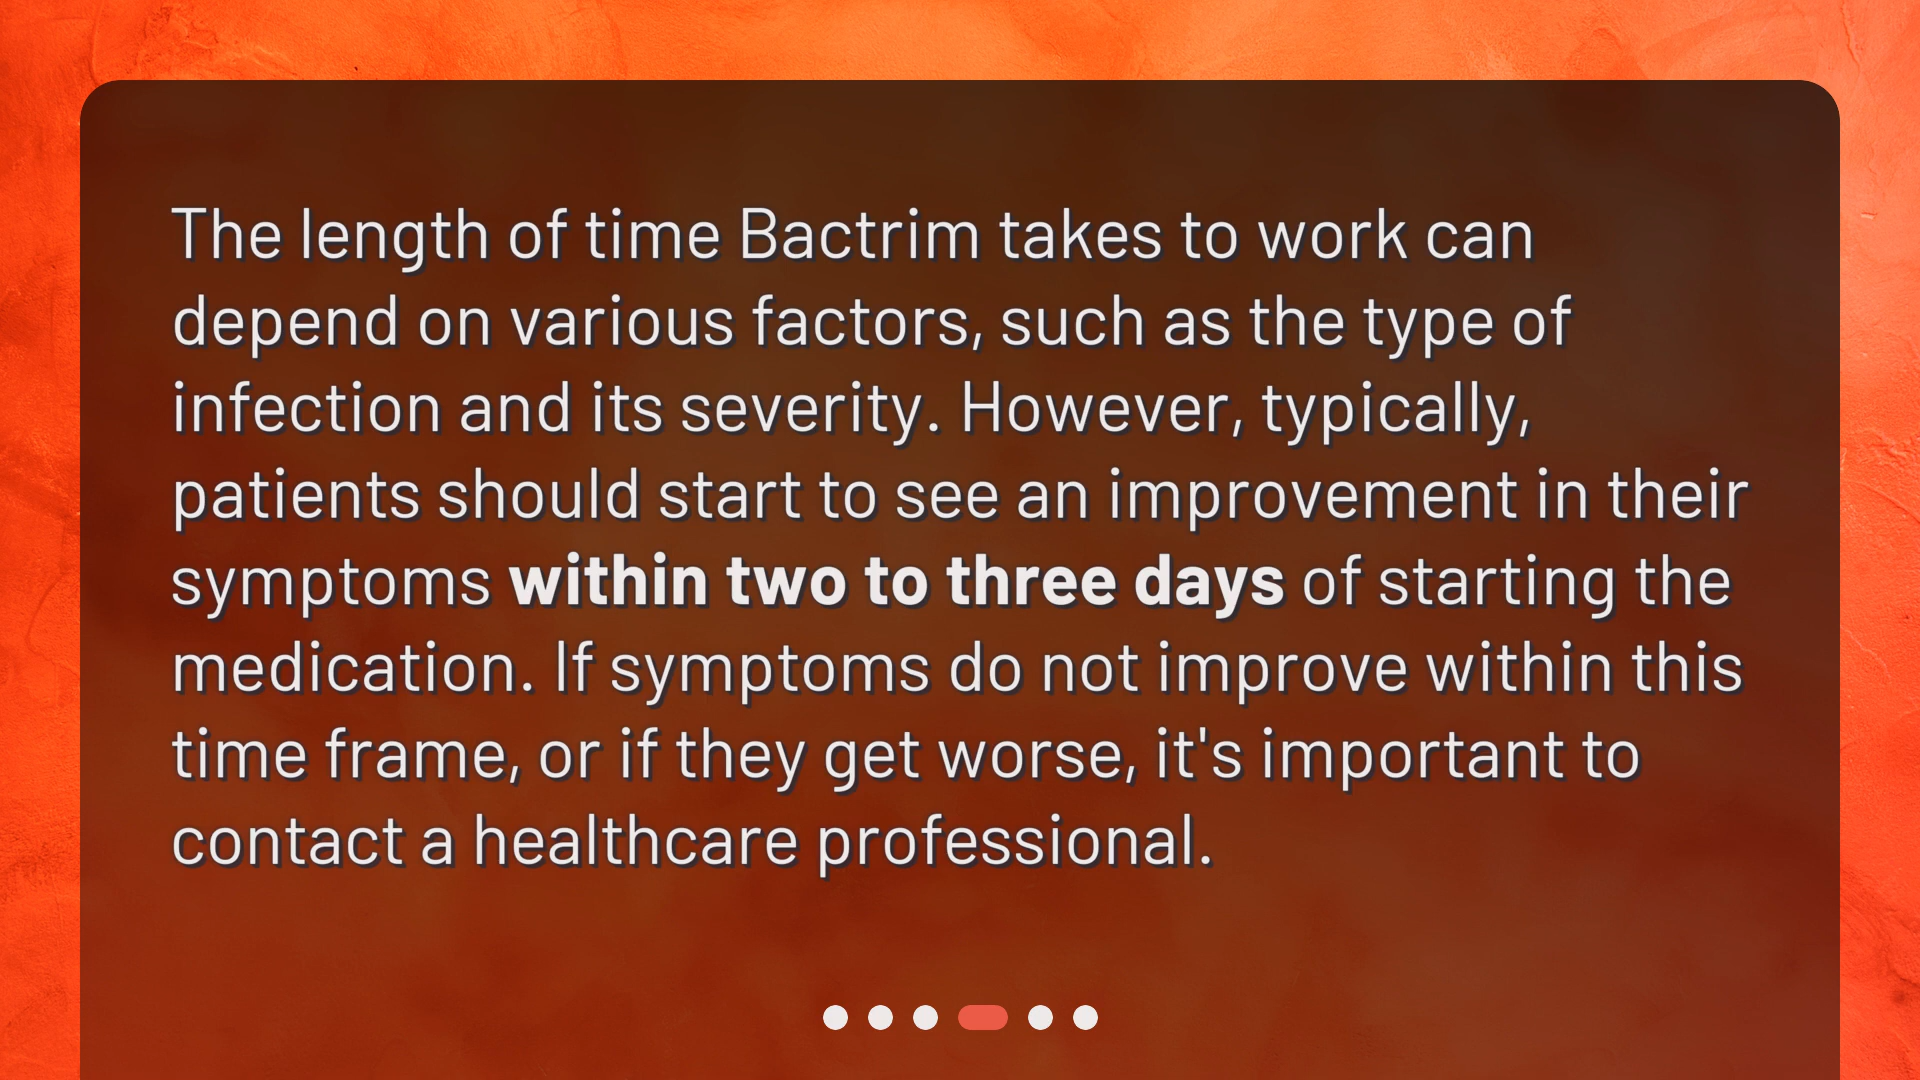 The length of time Bactrim takes to work can
depend on various factors, such as the type of
infection and its severity. However, typically,
patients should start to see an improvement in their
symptoms within two to three days of starting the
medication. If symptoms do not improve within this
time frame, or if they get worse, it's important to
contact a healthcare professional.